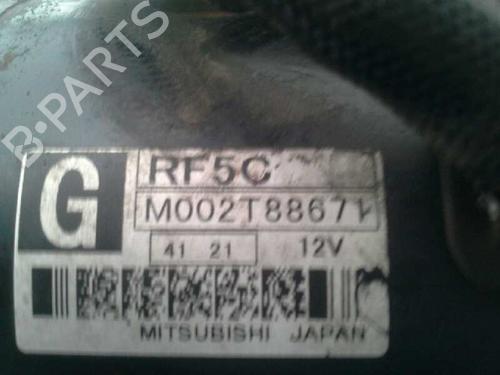 B-PARTS
G
RF5C
M002T88671
41 21 12V
MITSUBISHI JAPAN